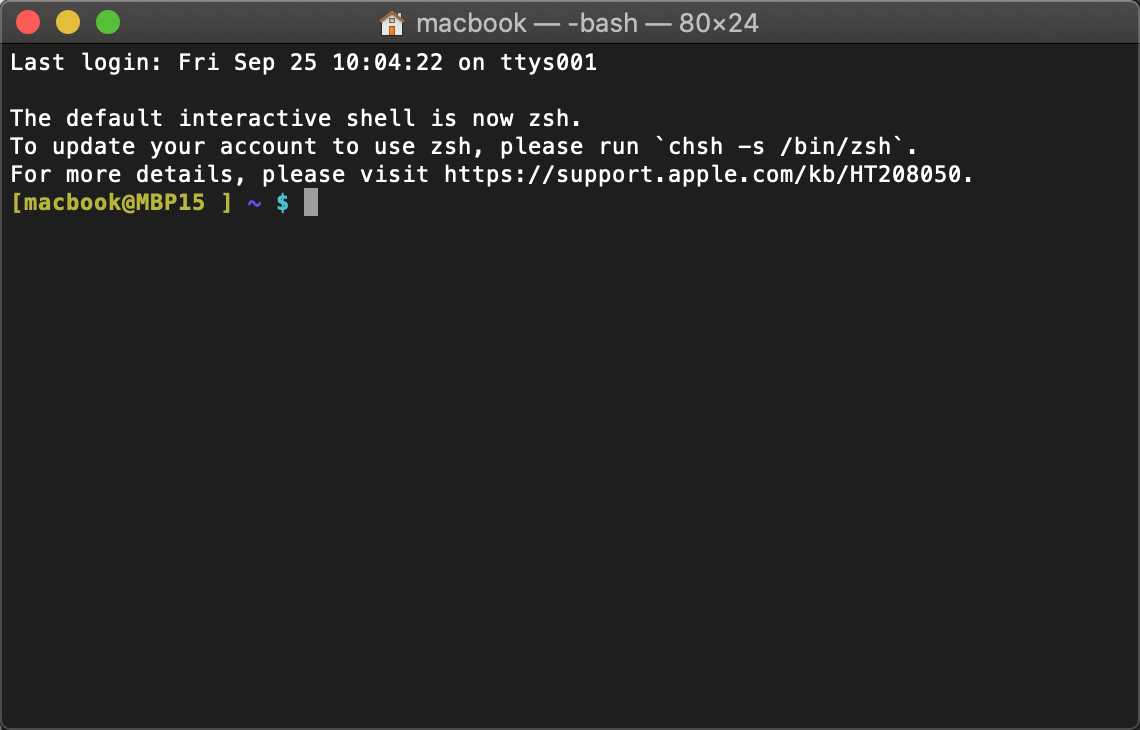 macbook — -bash — 80×24
Last login: Fri Sep 25 10:04:22 on ttys001
The default interactive shell is now zsh.
To update your account to use zsh, please run `chsh -s /bin/zsh`.
For more details, please visit https://support.apple.com/kb/HT208050.
[macbook@MBP15 ] ~ $